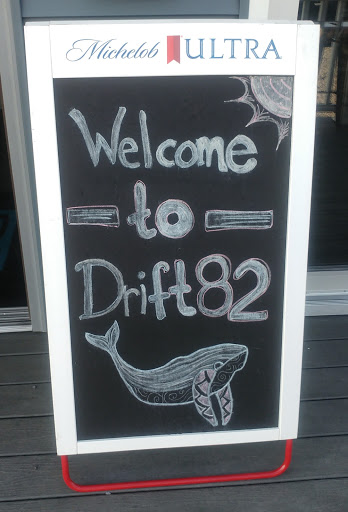 Michelob ULTRA
Welcome
to
Drift82